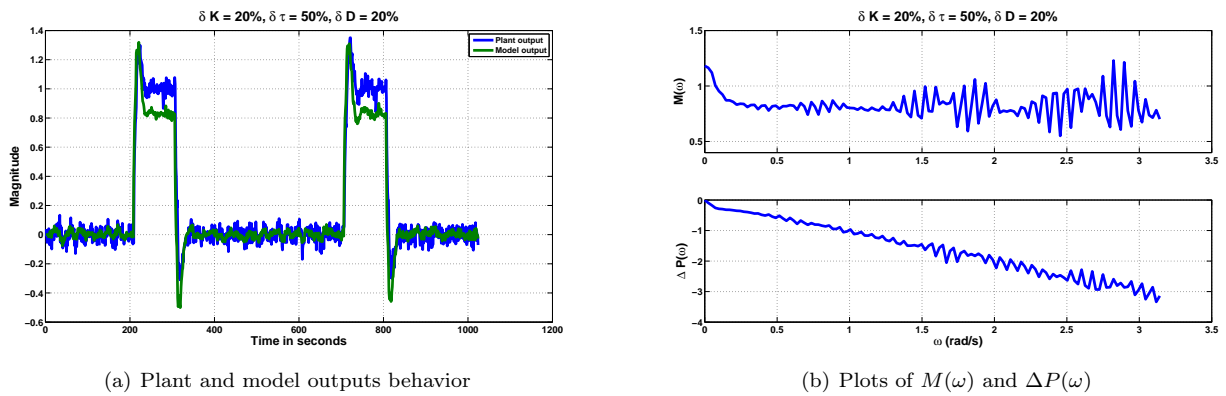 δ K = 20%, δ τ = 50%, δ D = 20%
Plant output
Model output
Magnitude
1.4
1.2
1
0.8
0.6
0.4
0.2
0
−0.2
−0.4
−0.6
0 200 400 600 800 1000 1200
Time in seconds
(a) Plant and model outputs behavior
δ K = 20%, δ τ = 50%, δ D = 20%
M(ω)
1.5
1
0.5
0 0.5 1 1.5 2 2.5 3 3.5
Δ P(ω)
0
−1
−2
−3
−4
0 0.5 1 1.5 2 2.5 3 3.5
ω (rad/s)
(b) Plots of M(ω) and ΔP(ω)